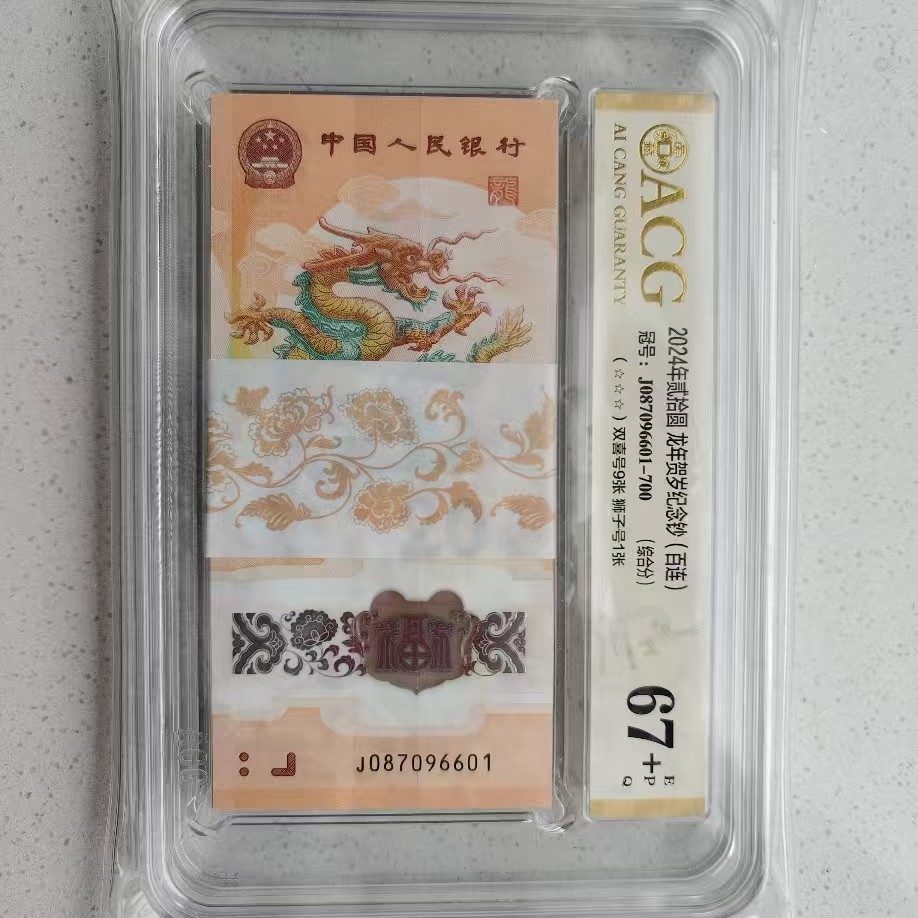 中国人民银行
龍
J087096601
ACG
AI CANG GUARANTY
2024年贰拾圆 龙年贺岁纪念钞（百连）
冠号：J087096601-700 （综合分）
（☆☆☆）双喜号9张 狮子号1张
67+
E
P
Q